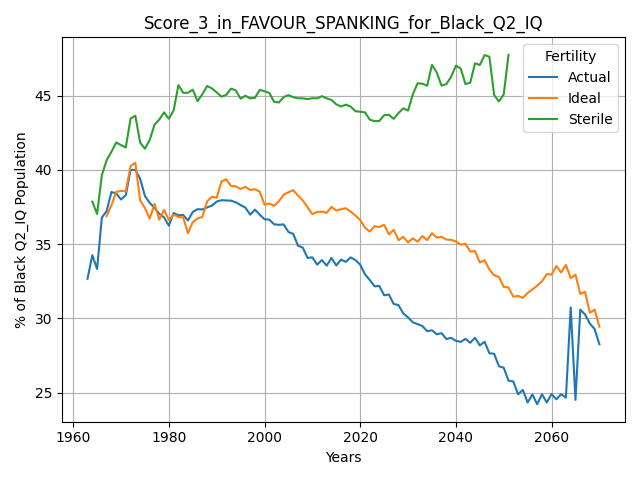 Score_3_in_FAVOUR_SPANKING_for_Black_Q2_IQ
Fertility
Actual
Ideal
Sterile
% of Black Q2_IQ Population
45
40
35
30
25
1960
1980
2000
2020
2040
2060
Years